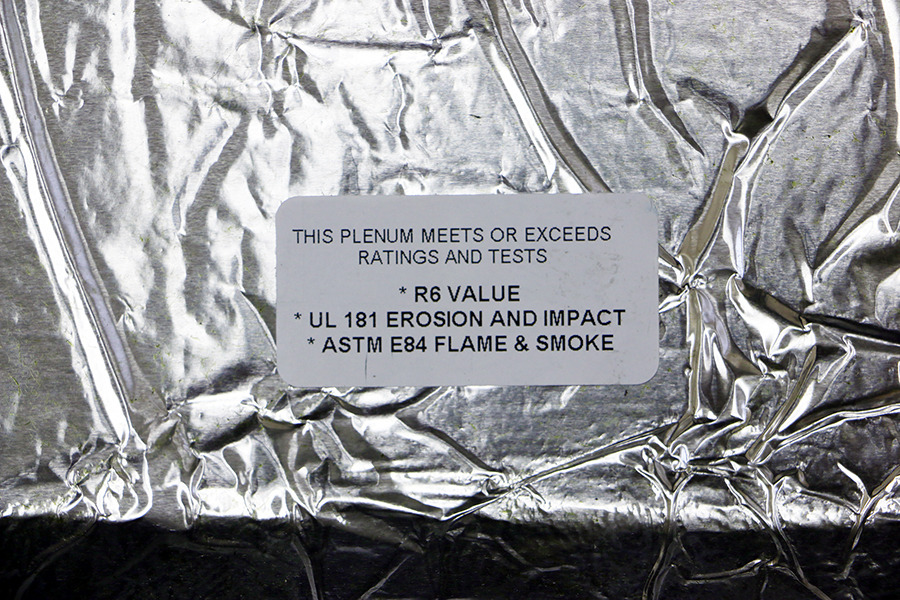 THIS PLENUM MEETS OR EXCEEDS
RATINGS AND TESTS
* R6 VALUE
* UL 181 EROSION AND IMPACT
* ASTM E84 FLAME & SMOKE